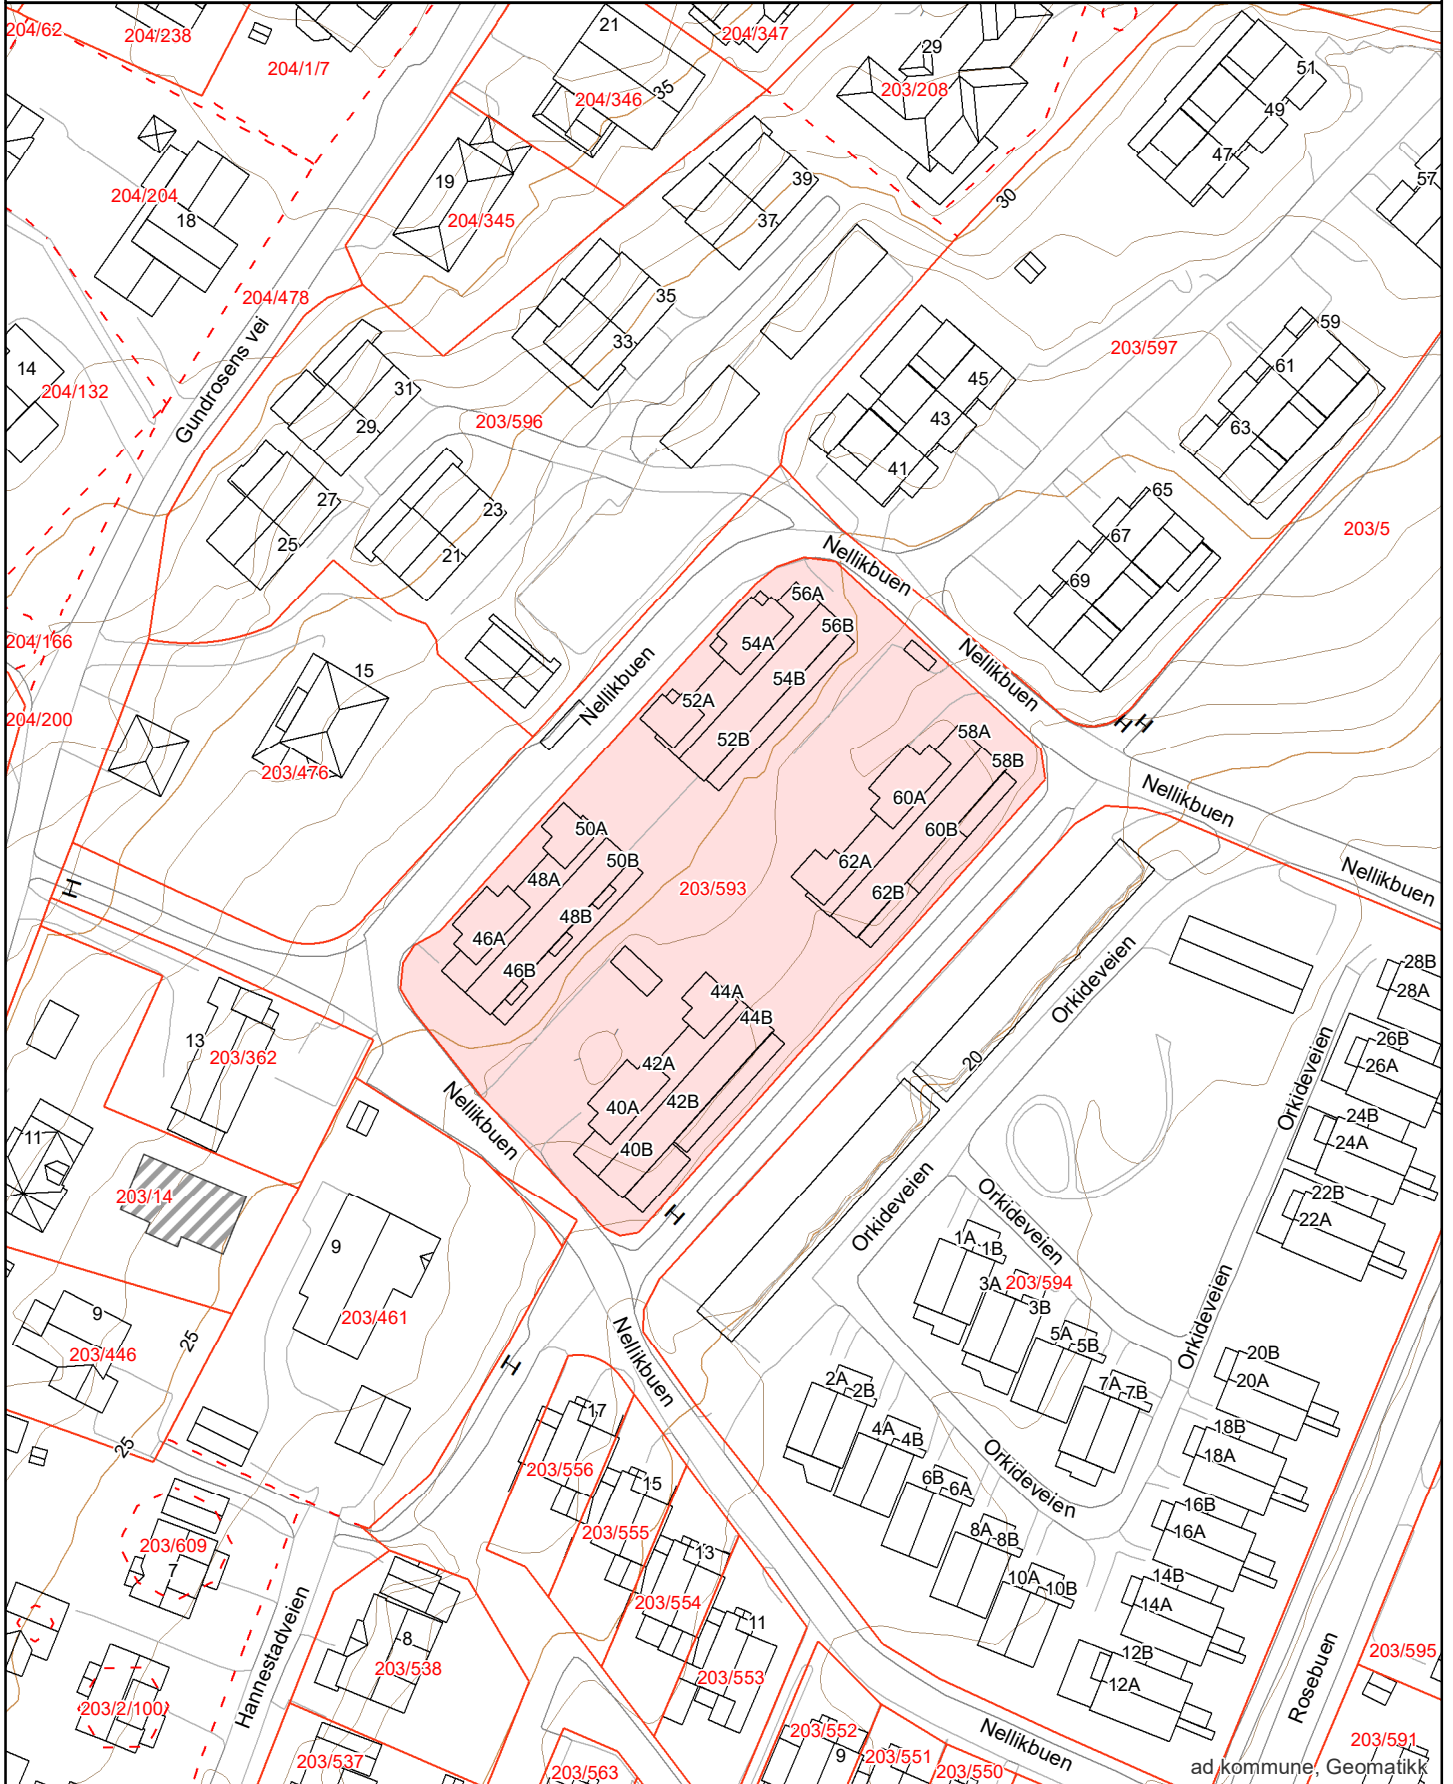 204/62
204/238
204/1/7
21
204/347
29
203/208
51
49
47
57
35
204/346
19
204/345
39
37
30
204/204
18
204/478
Gundrosens vei
35
33
203/597
59
61
63
14
204/132
31
29
203/596
45
43
41
27
25
23
21
65
67
69
203/5
Nellikbuen
56A
56B
54A
54B
52A
52B
204/166
204/200
15
203/476
Nellikbuen
Nellikbuen
H
H
58A
58B
60A
60B
62A
62B
Nellikbuen
Nellikbuen
50A
50B
48A
48B
46A
46B
203/593
H
44A
44B
42A
42B
40A
40B
H
Orkideveien
20
28B
28A
26B
26A
24B
24A
22B
22A
Orkideveien
13
203/362
11
203/14
Nellikbuen
9
203/461
9
203/446
25
25
Orkideveien
Orkideveien
1A
1B
203/594
3A
3B
5A
5B
7A
7B
Orkideveien
20B
20A
18B
18A
16B
16A
14B
14A
12B
12A
Nellikbuen
H
2A
2B
4A
4B
6B
6A
8A
8B
10A
10B
Orkideveien
17
203/556
15
203/555
13
203/554
11
203/553
203/609
7
Hannestadveien
8
203/538
203/2/100
203/537
203/563
203/552
9
203/551
203/550
Nellikbuen
Rosebuen
203/595
203/591
ad kommune, Geomatikk